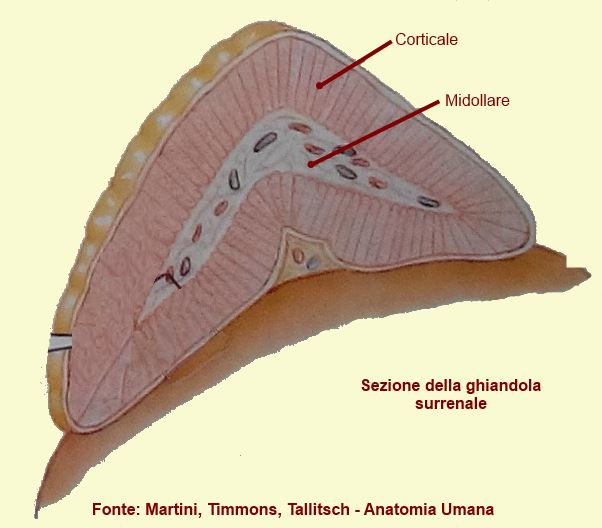 Corticale
Midollare
Sezione della ghiandola
surrenale
Fonte: Martini, Timmons, Tallitsch - Anatomia Umana